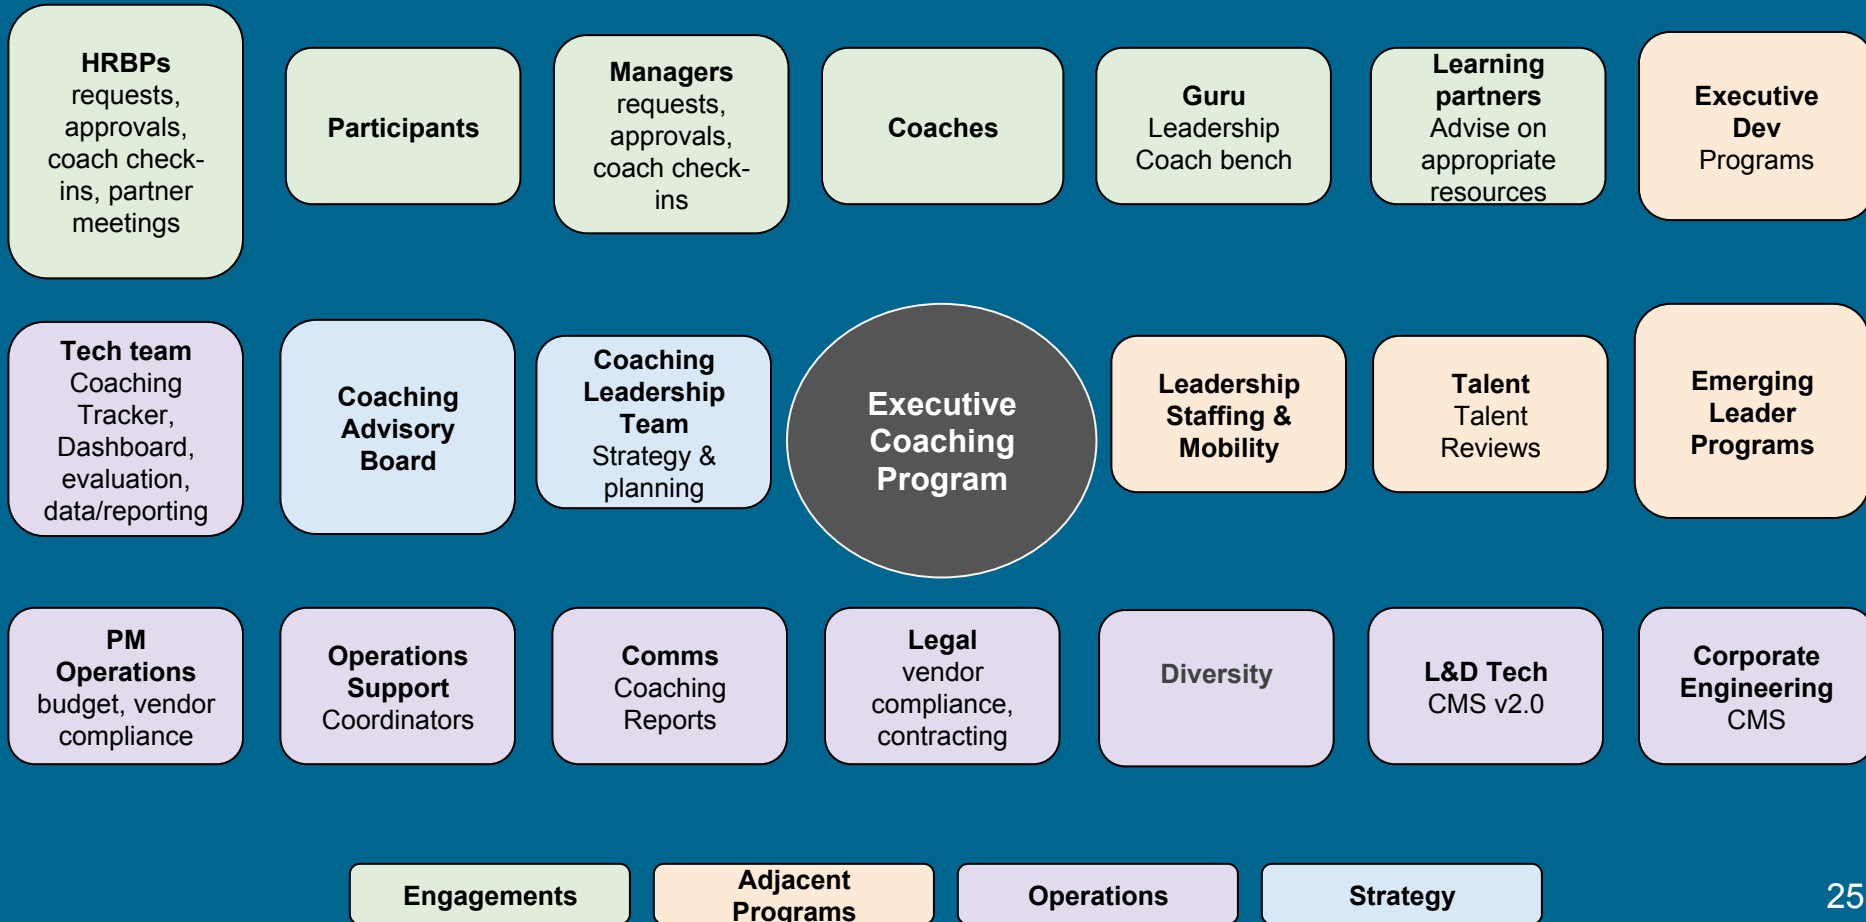 HRBPs
requests,
approvals,
coach check-
ins, partner
meetings
Participants
Managers
requests,
approvals,
coach check-
ins
Coaches
Guru
Leadership
Coach bench
Learning
partners
Advise on
appropriate
resources
Executive
Dev
Programs
Tech team
Coaching
Tracker,
Dashboard,
evaluation,
data/reporting
Coaching
Advisory
Board
Coaching
Leadership
Team
Strategy &
planning
Executive
Coaching
Program
Leadership
Staffing &
Mobility
Talent
Talent
Reviews
Emerging
Leader
Programs
PM
Operations
budget, vendor
compliance
Operations
Support
Coordinators
Comms
Coaching
Reports
Legal
vendor
compliance,
contracting
Diversity
L&D Tech
CMS v2.0
Corporate
Engineering
CMS
Engagements
Adjacent
Programs
Operations
Strategy
25